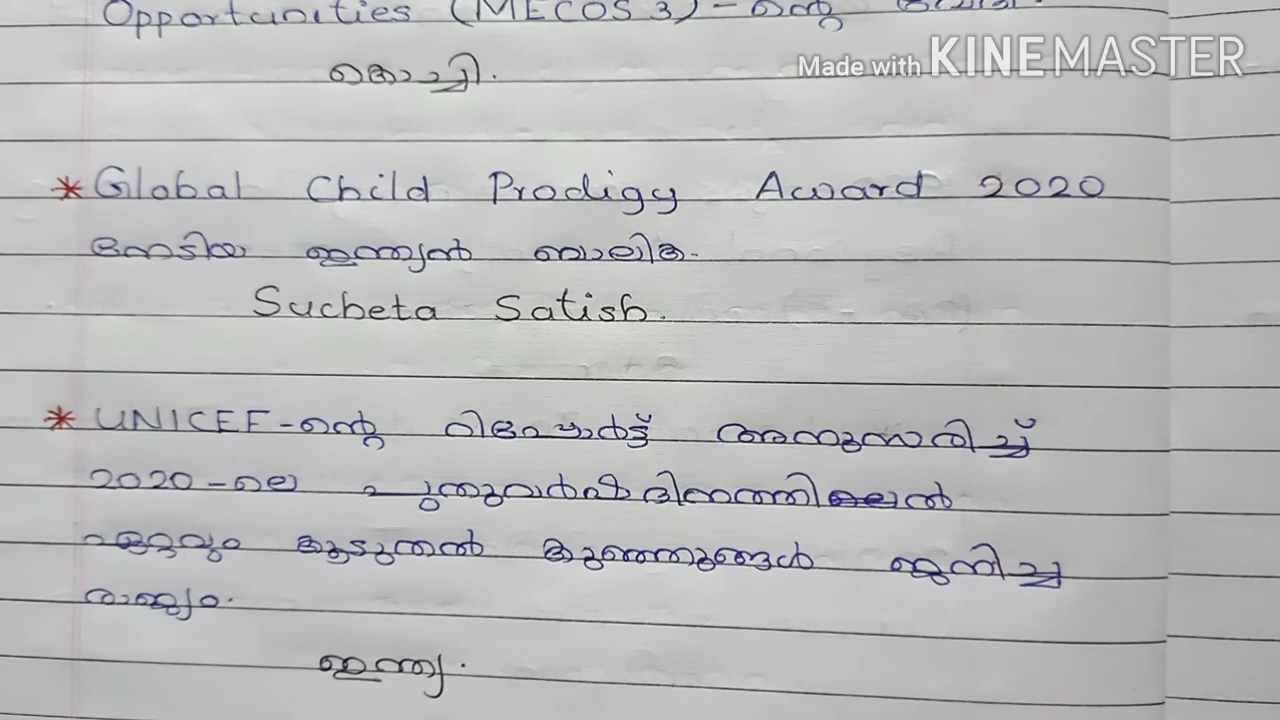 Opportunities (MECOS 3) - ന്റെ വേദി.
കൊച്ചി.
Made with KINEMASTER
* Global Child Prodigy Award 2020
നേടിയ ഇന്ത്യൻ ബാലിക.
Sucheta Satish.
* UNICEF-ന്റെ റിപ്പോർട്ട് അനുസരിച്ച്
2020-ലെ പുതുവർഷദിനത്തിൽ
ഏറ്റവും കൂടുതൽ കുഞ്ഞുങ്ങൾ ജനിച്ച
രാജ്യം.
ഇന്ത്യ.